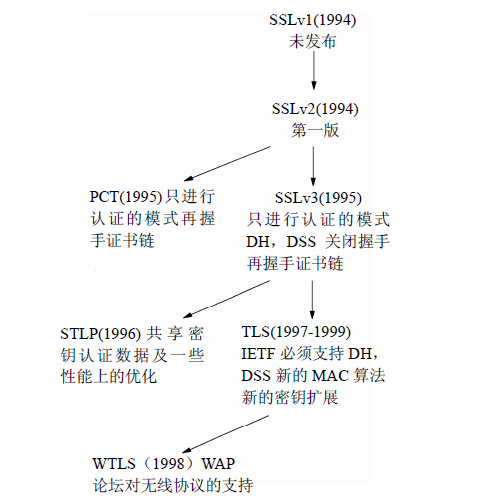 SSLv1(1994)
未发布
SSLv2(1994)
第一版
PCT(1995)只进行
认证的模式再握
手证书链
SSLv3(1995)
只进行认证的模式
DH，DSS 关闭握手
再握手证书链
STLP(1996) 共享密
钥认证数据及一些
性能上的优化
TLS(1997-1999)
IETF 必须支持 DH，
DSS 新的 MAC 算法
新的密钥扩展
WTLS（1998）WAP
论坛对无线协议的支持